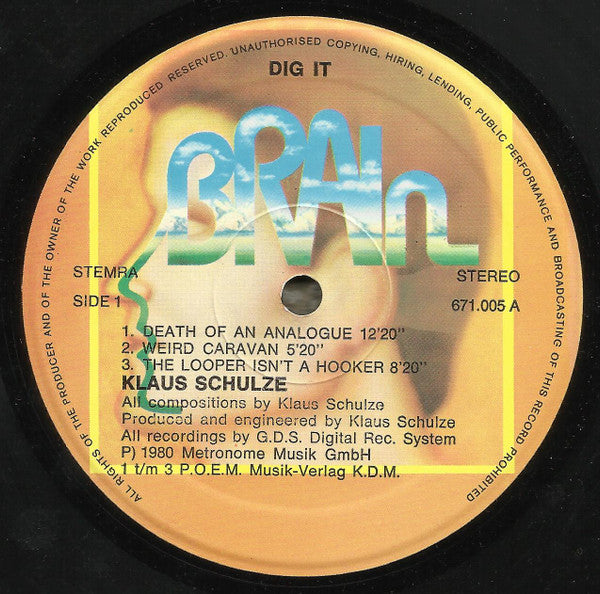 ALL RIGHTS OF THE PRODUCER AND OF THE OWNER OF THE WORK REPRODUCED RESERVED. UNAUTHORISED COPYING, HIRING, LENDING, PUBLIC PERFORMANCE AND BROADCASTING OF THIS RECORD PROHIBITED
DIG IT
BRAIN
STEMRA
STEREO
SIDE 1
671.005 A
1. DEATH OF AN ANALOGUE 12'20"
2. WEIRD CARAVAN 5'20"
3. THE LOOPER ISN'T A HOOKER 8'20"
KLAUS SCHULZE
All compositions by Klaus Schulze
Produced and engineered by Klaus Schulze
All recordings by G.D.S. Digital Rec. System
P) 1980 Metronome Musik GmbH
1 t/m 3 P.O.E.M. Musik-Verlag K.D.M.